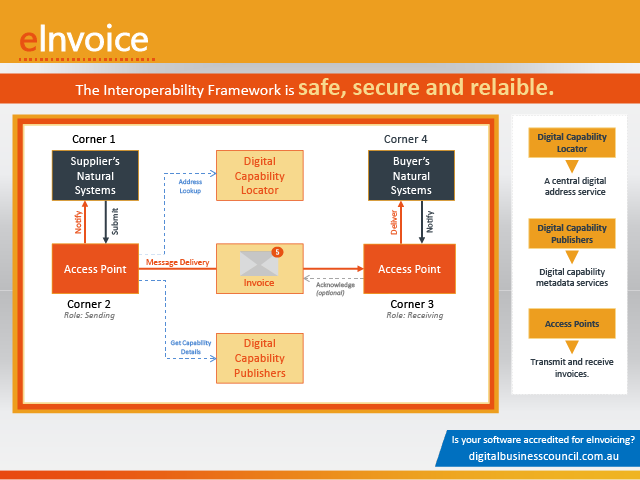 eInvoice
The Interoperability Framework is safe, secure and relaible.
Corner 1
Supplier's
Natural
Systems
Notify
Submit
Access Point
Corner 2
Role: Sending
Address
Lookup
Digital
Capability
Locator
Message Delivery
5
Invoice
Acknowledge
(optional)
Get Capability
Details
Digital
Capability
Publishers
Corner 4
Buyer's
Natural
Systems
Deliver
Notify
Access Point
Corner 3
Role: Receiving
Digital Capability
Locator
A central digital
address service
Digital Capability
Publishers
Digital capability
metadata services
Access Points
Transmit and receive
invoices.
Is your software accredited for eInvoicing?
digitalbusinesscouncil.com.au